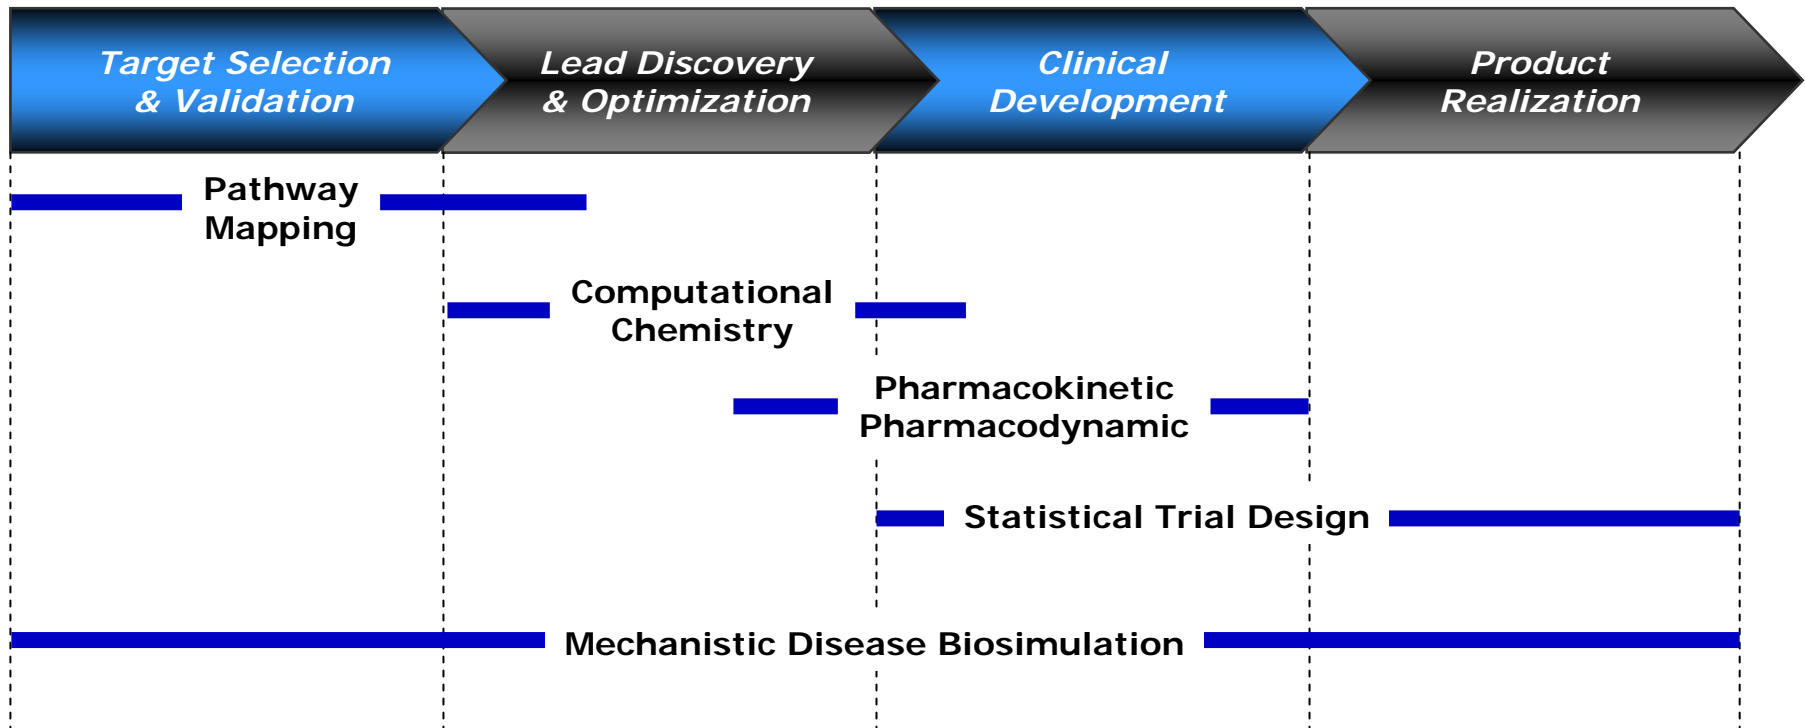 Target Selection
& Validation
Lead Discovery
& Optimization
Clinical
Development
Product
Realization
Pathway
Mapping
Computational
Chemistry
Pharmacokinetic
Pharmacodynamic
Statistical Trial Design
Mechanistic Disease Biosimulation